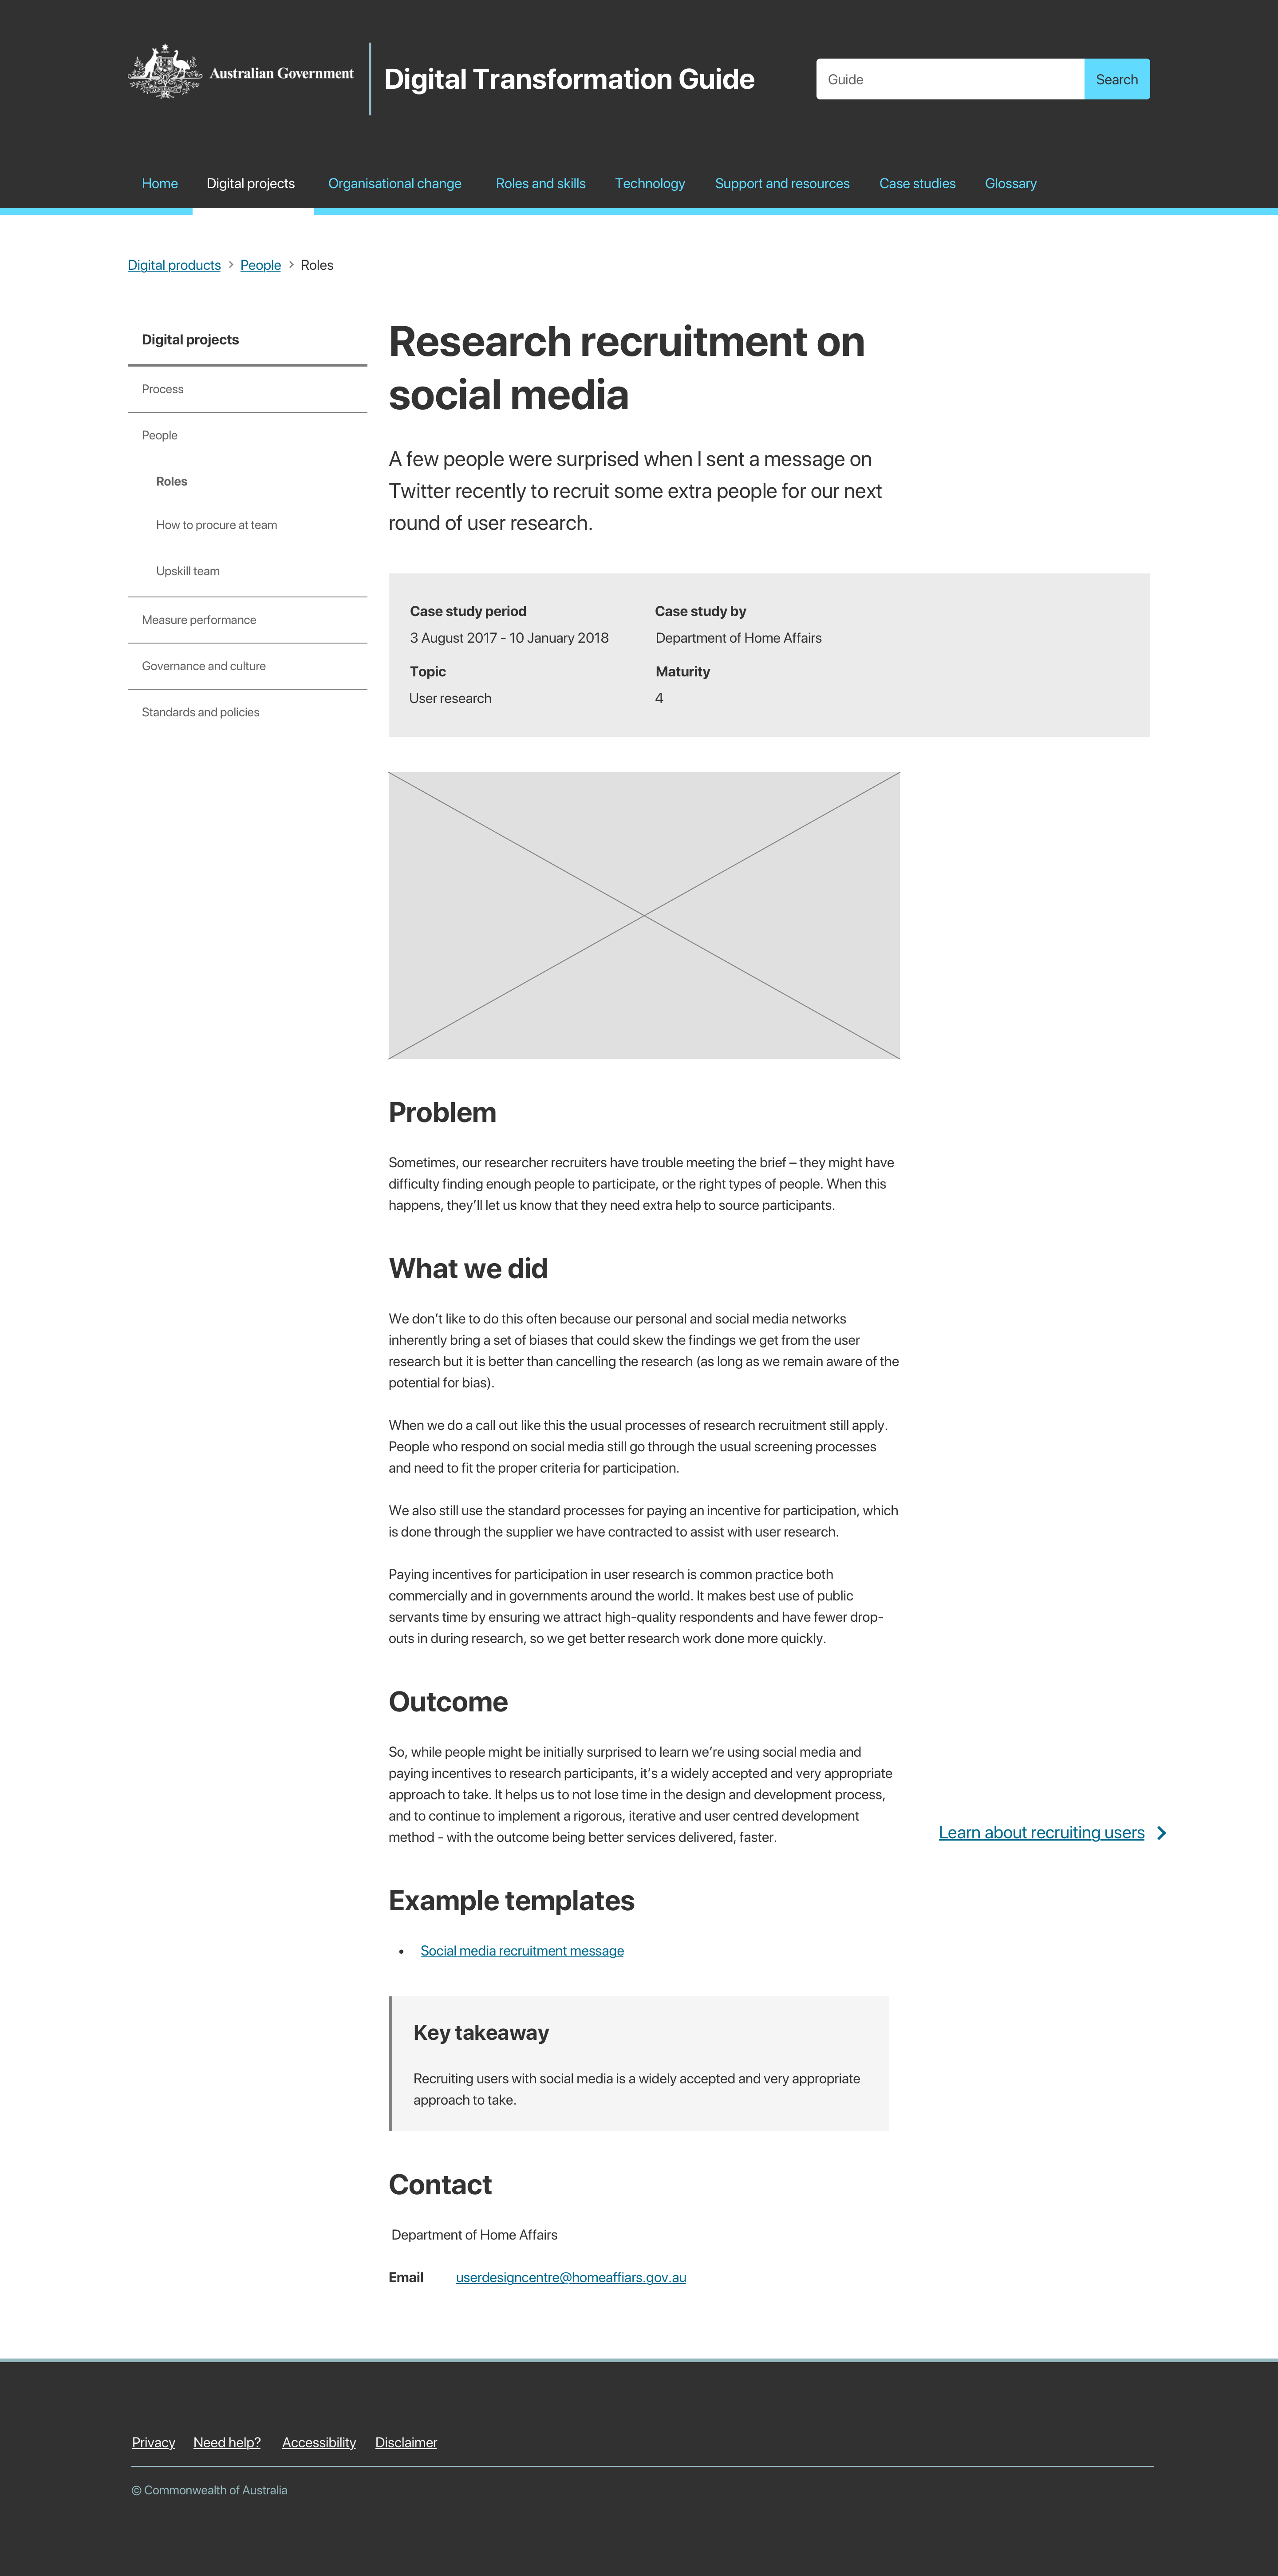 Australian Government
Digital Transformation Guide
Guide
Search
Home
Digital projects
Organisational change
Roles and skills
Technology
Support and resources
Case studies
Glossary
Digital products > People > Roles
Digital projects
Process
People
Roles
How to procure at team
Upskill team
Measure performance
Governance and culture
Standards and policies
Research recruitment on
social media
A few people were surprised when I sent a message on
Twitter recently to recruit some extra people for our next
round of user research.
Case study period
3 August 2017 - 10 January 2018
Case study by
Department of Home Affairs
Topic
User research
Maturity
4
Problem
Sometimes, our researcher recruiters have trouble meeting the brief – they might have
difficulty finding enough people to participate, or the right types of people. When this
happens, they’ll let us know that they need extra help to source participants.
What we did
We don’t like to do this often because our personal and social media networks
inherently bring a set of biases that could skew the findings we get from the user
research but it is better than cancelling the research (as long as we remain aware of the
potential for bias).
When we do a call out like this the usual processes of research recruitment still apply.
People who respond on social media still go through the usual screening processes
and need to fit the proper criteria for participation.
We also still use the standard processes for paying an incentive for participation, which
is done through the supplier we have contracted to assist with user research.
Paying incentives for participation in user research is common practice both
commercially and in governments around the world. It makes best use of public
servants time by ensuring we attract high-quality respondents and have fewer drop-
outs in during research, so we get better research work done more quickly.
Outcome
So, while people might be initially surprised to learn we’re using social media and
paying incentives to research participants, it’s a widely accepted and very appropriate
approach to take. It helps us to not lose time in the design and development process,
and to continue to implement a rigorous, iterative and user centred development
method - with the outcome being better services delivered, faster.
Learn about recruiting users
Example templates
• Social media recruitment message
Key takeaway
Recruiting users with social media is a widely accepted and very appropriate
approach to take.
Contact
Department of Home Affairs
Email userdesigncentre@homeaffiars.gov.au
Privacy
Need help?
Accessibility
Disclaimer
© Commonwealth of Australia